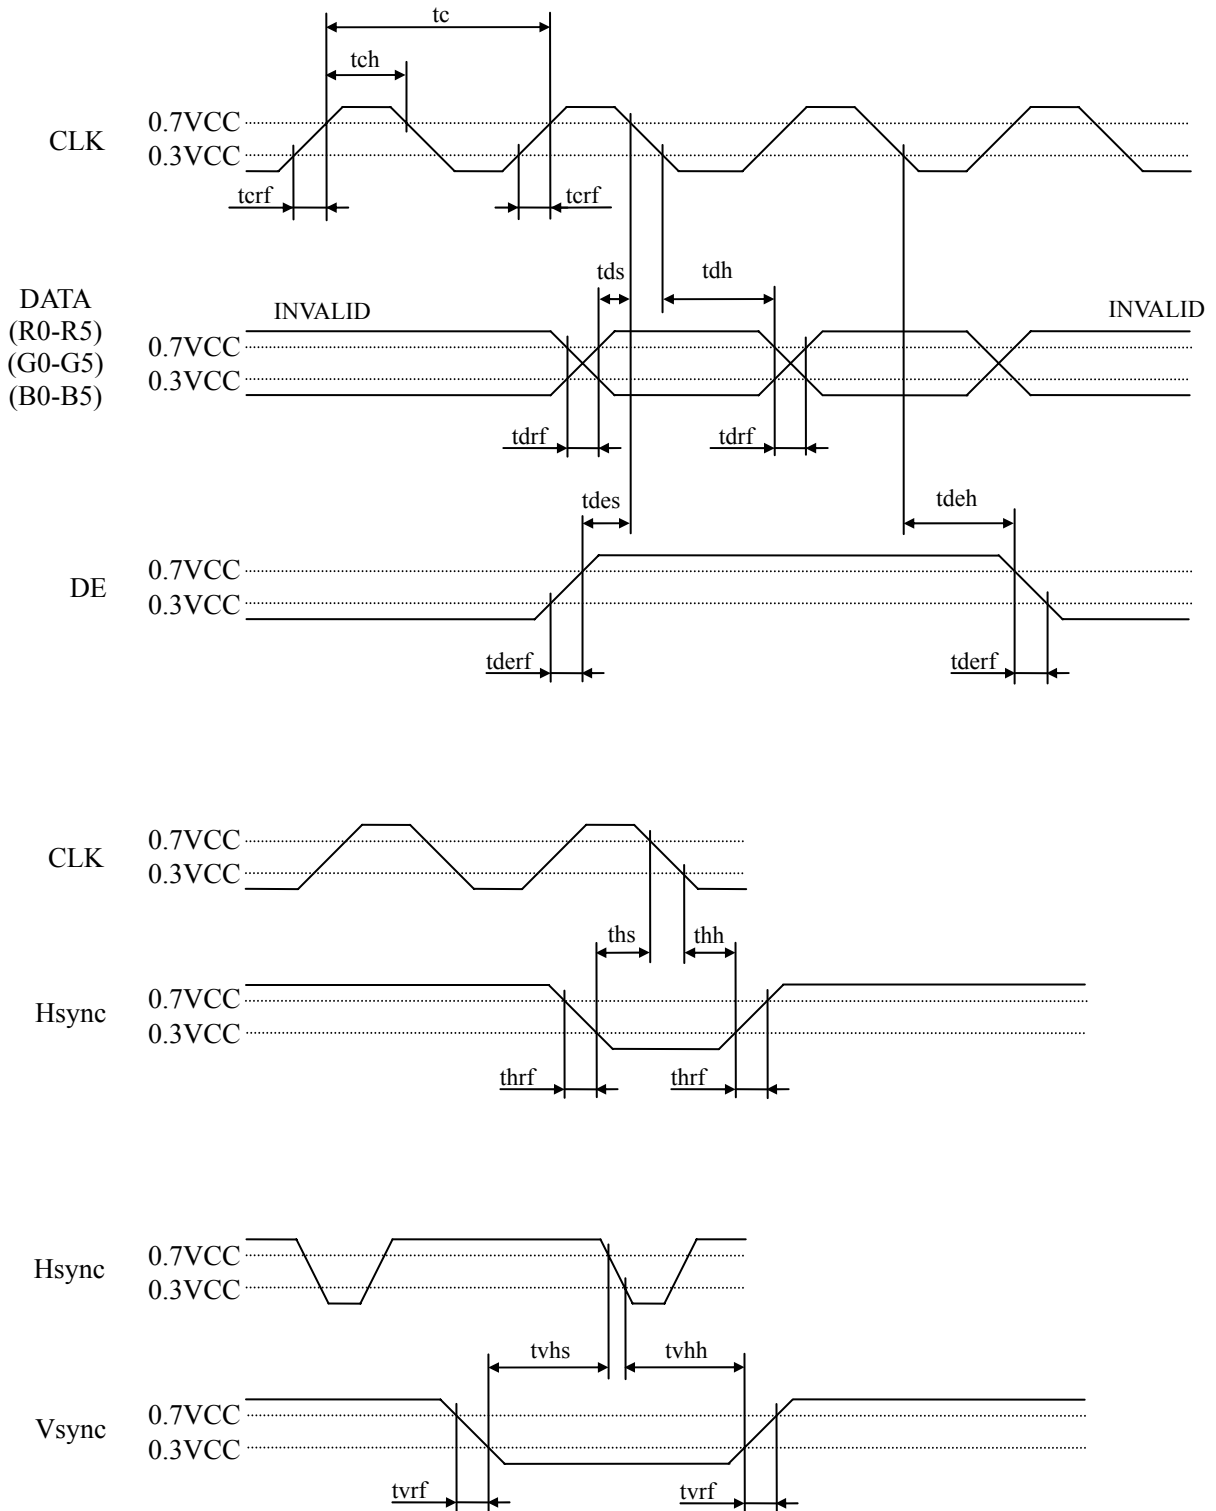 tc
tch
CLK
0.7VCC
0.3VCC
tcrf
tcrf
tds
tdh
DATA
(R0-R5)
(G0-G5)
(B0-B5)
INVALID
INVALID
0.7VCC
0.3VCC
tdrf
tdrf
tdes
tdeh
DE
0.7VCC
0.3VCC
tderf
tderf
CLK
0.7VCC
0.3VCC
ths
thh
Hsync
0.7VCC
0.3VCC
thrf
thrf
Hsync
0.7VCC
0.3VCC
tvhs
tvhh
Vsync
0.7VCC
0.3VCC
tvrf
tvrf